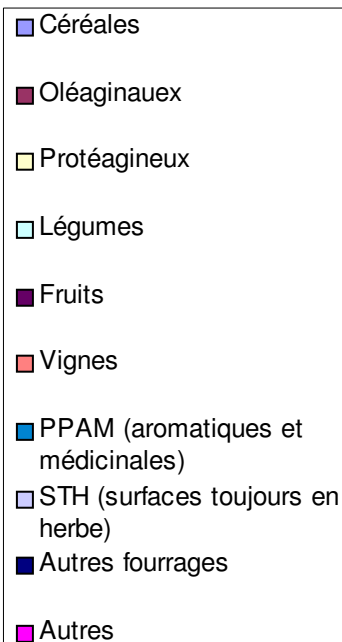 Céréales
Oléaginauex
Protéagineux
Légumes
Fruits
Vignes
PPAM (aromatiques et
médicinales)
STH (surfaces toujours en
herbe)
Autres fourrages
Autres